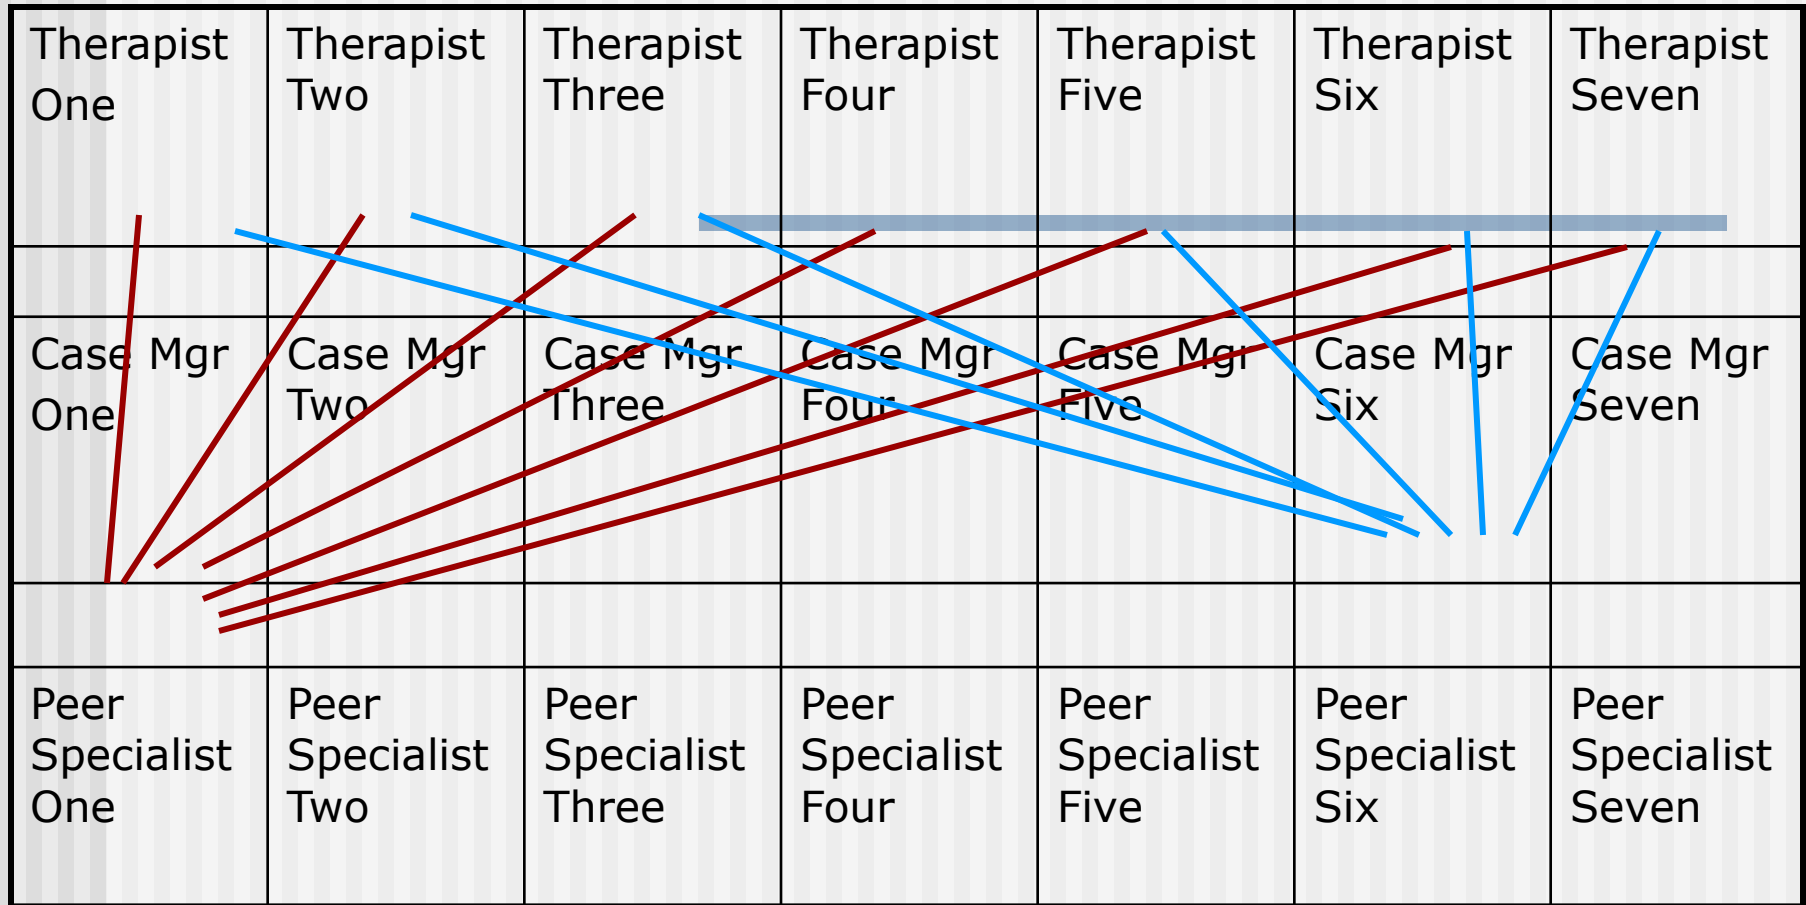 Therapist
One
Therapist
Two
Therapist
Three
Therapist
Four
Therapist
Five
Therapist
Six
Therapist
Seven
Case Mgr
One
Case Mgr
Two
Case Mgr
Three
Case Mgr
Four
Case Mgr
Five
Case Mgr
Six
Case Mgr
Seven
Peer
Specialist
One
Peer
Specialist
Two
Peer
Specialist
Three
Peer
Specialist
Four
Peer
Specialist
Five
Peer
Specialist
Six
Peer
Specialist
Seven